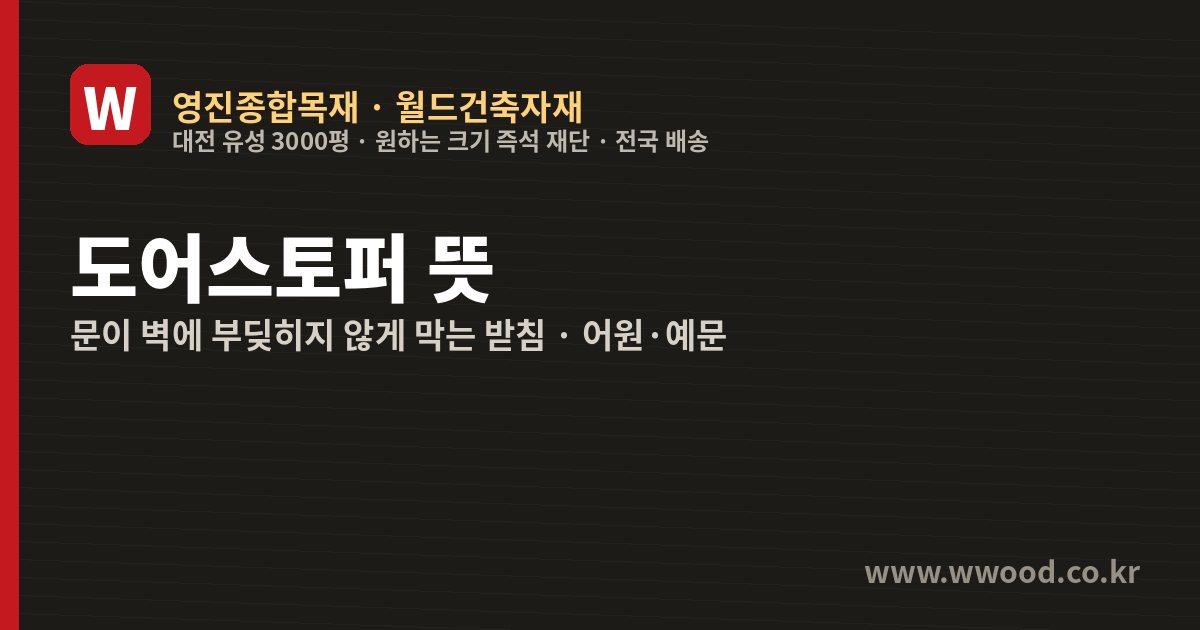 W
영진종합목재 · 월드건축자재
대전 유성 3000평 · 원하는 크기 즉석 재단 · 전국 배송
도어스토퍼 뜻
문이 벽에 부딪히지 않게 막는 받침 · 어원·예문
www.wwood.co.kr